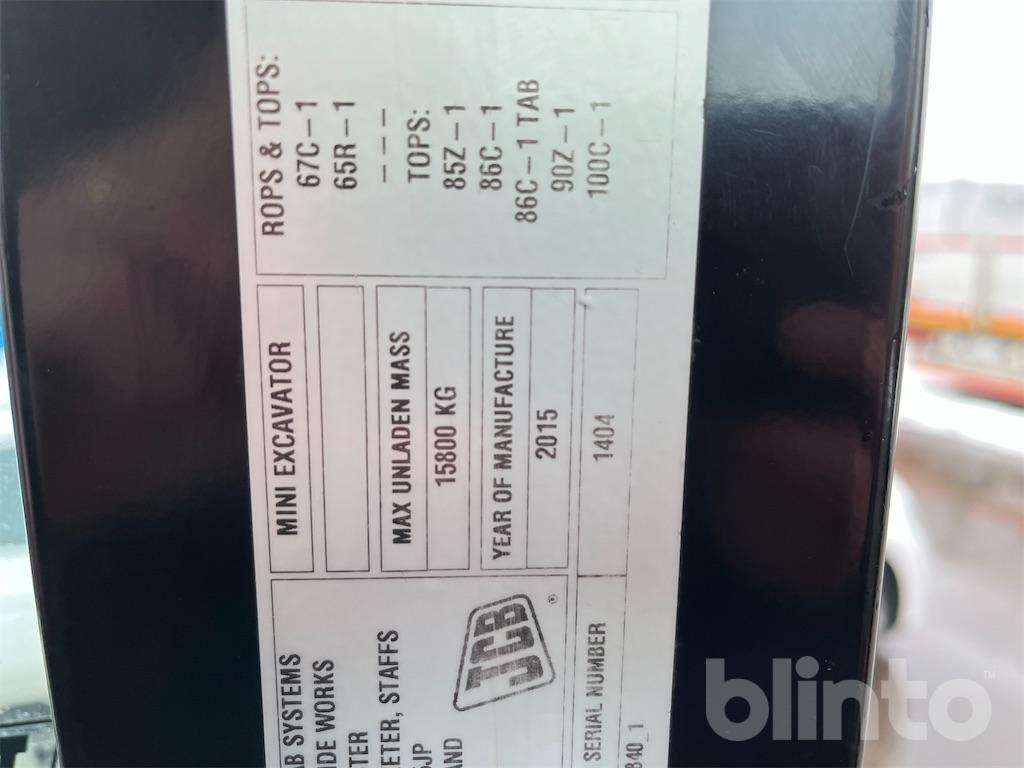 AB SYSTEMS
IDE WORKS
TER
ETER, STAFFS
5JP
AND
JCB
®
SERIAL NUMBER
1404
840_1
MINI EXCAVATOR
MAX UNLADEN MASS
15800 KG
YEAR OF MANUFACTURE
2015
ROPS & TOPS:
67C-1
65R-1
- - -
TOPS:
85Z-1
86C-1
86C-1 TAB
90Z-1
100C-1
blinto™